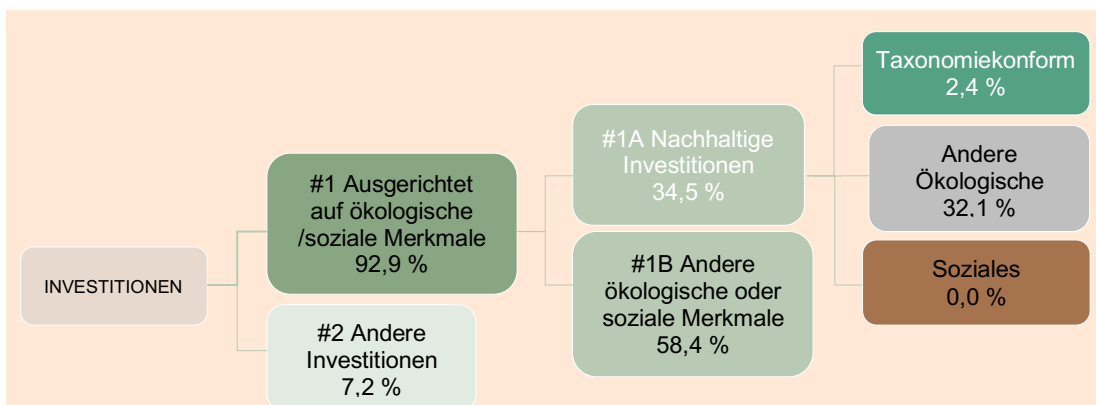 INVESTITIONEN
#1 Ausgerichtet
auf ökologische
/soziale Merkmale
92,9 %
#2 Andere
Investitionen
7,2 %
#1A Nachhaltige
Investitionen
34,5 %
#1B Andere
ökologische oder
soziale Merkmale
58,4 %
Taxonomiekonform
2,4 %
Andere
Ökologische
32,1 %
Soziales
0,0 %